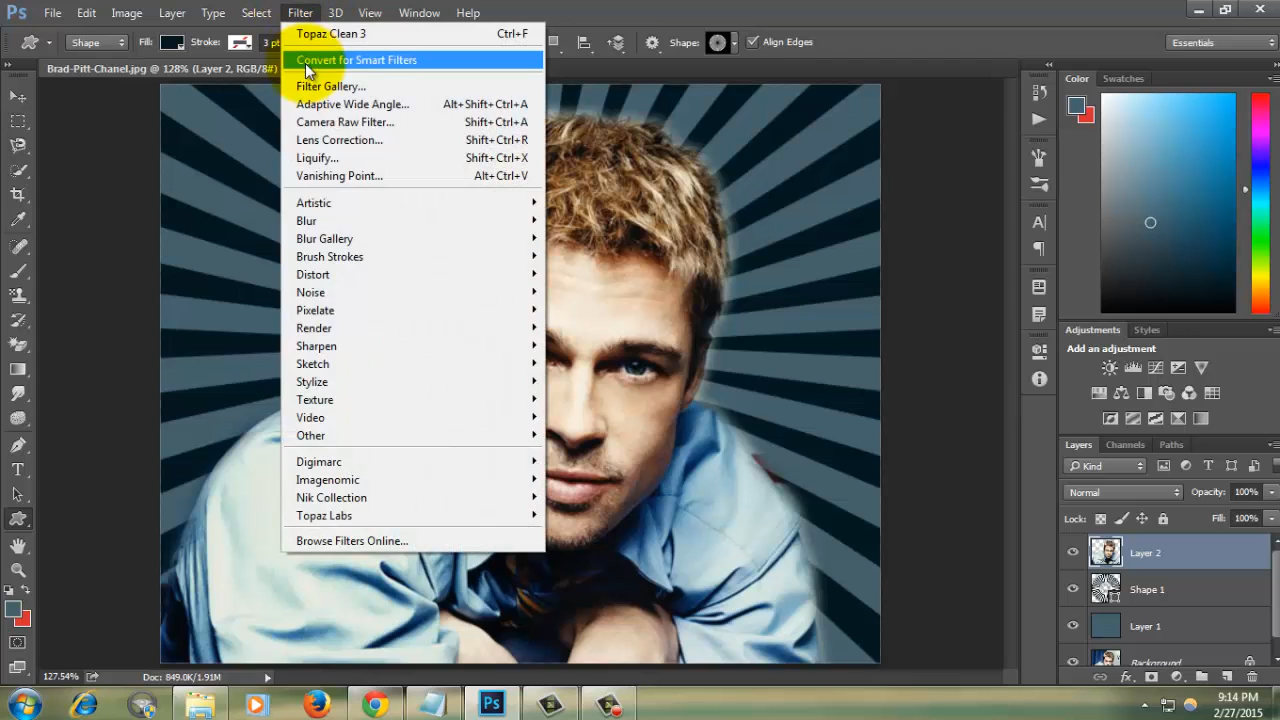 Ps File Edit Image Layer Type Select Filter 3D View Window Help
Shape Fill: Stroke: 3 pt Shape: Align Edges Essentials
Brad-Pitt-Chanel.jpg @ 128% (Layer 2, RGB/8#)
Topaz Clean 3 Ctrl+F
Convert for Smart Filters
Filter Gallery...
Adaptive Wide Angle... Alt+Shift+Ctrl+A
Camera Raw Filter... Shift+Ctrl+A
Lens Correction... Shift+Ctrl+R
Liquify... Shift+Ctrl+X
Vanishing Point... Alt+Ctrl+V
Artistic
Blur
Blur Gallery
Brush Strokes
Distort
Noise
Pixelate
Render
Sharpen
Sketch
Stylize
Texture
Video
Other
Digimarc
Imagenomic
Nik Collection
Topaz Labs
Browse Filters Online...
Color Swatches
Adjustments Styles
Add an adjustment
Layers Channels Paths
Kind
Normal Opacity: 100%
Lock: Fill: 100%
Layer 2
Shape 1
Layer 1
Background
127.54% Doc: 849.0K/1.91M
Ps
9:14 PM
2/27/2015